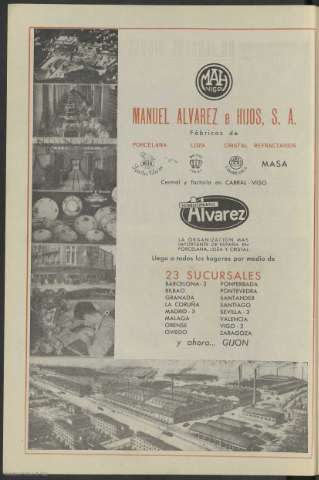 MAH
VIGO
MANUEL ALVAREZ e HIJOS, S. A.
Fábricas de
PORCELANA LOZA CRISTAL REFRACTARIOS
MASA
Central y factoría en CABRAL-VIGO
Alvarez
LA ORGANIZACION MAS
IMPORTANTE DE ESPAÑA EN
PORCELANA, LOZA Y CRISTAL
Llega a todos los hogares por medio de
23 SUCURSALES
BARCELONA-2 PONFERRADA
BILBAO PONTEVEDRA
GRANADA SANTANDER
LA CORUÑA SANTIAGO
MADRID-5 SEVILLA-2
MALAGA VALENCIA
ORENSE VIGO-2
OVIEDO ZARAGOZA
y ahora... GIJON